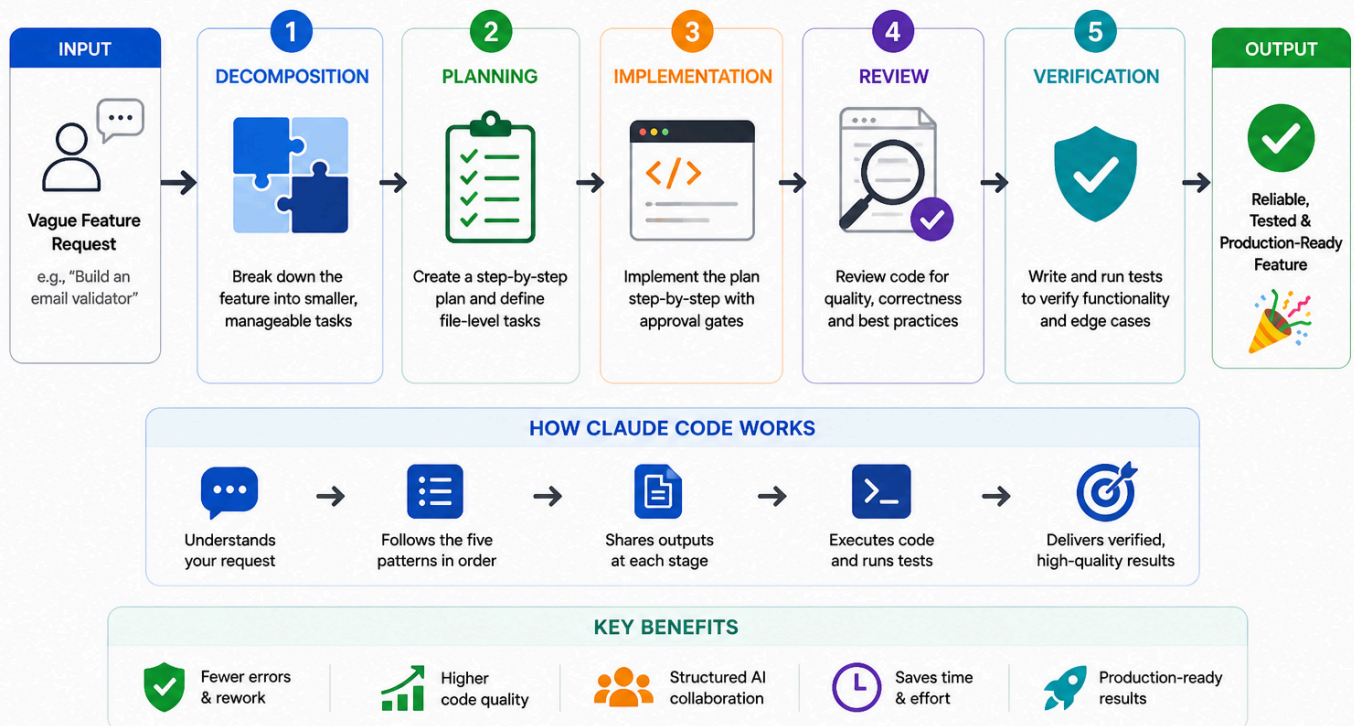 INPUT
Vague Feature
Request
e.g., “Build an
email validator”
1
DECOMPOSITION
Break down the
feature into smaller,
manageable tasks
2
PLANNING
Create a step-by-step
plan and define
file-level tasks
3
IMPLEMENTATION
</>
Implement the plan
step-by-step with
approval gates
4
REVIEW
Review code for
quality, correctness
and best practices
5
VERIFICATION
Write and run tests
to verify functionality
and edge cases
OUTPUT
Reliable,
Tested &
Production-Ready
Feature
HOW CLAUDE CODE WORKS
Understands
your request
Follows the five
patterns in order
Shares outputs
at each stage
Executes code
and runs tests
Delivers verified,
high-quality results
KEY BENEFITS
Fewer errors
& rework
Higher
code quality
Structured AI
collaboration
Saves time
& effort
Production-ready
results